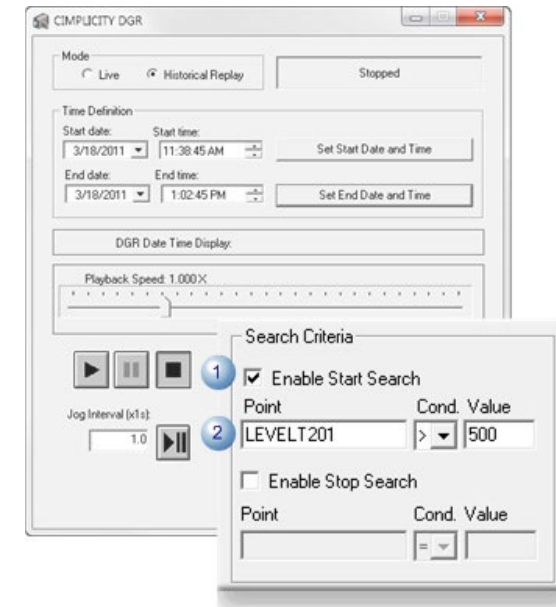 CIMPLICITY DGR
Mode
Live Historical Replay
Stopped
Time Definition
Start date: Start time:
3/18/2011 11:38:45 AM Set Start Date and Time
End date: End time:
3/18/2011 1:02:45 PM Set End Date and Time
DGR Date Time Display:
Playback Speed: 1.000 X
Jog Interval (x1s):
1.0
Search Criteria
1 Enable Start Search
Point Cond. Value
2 LEVELT201 > 500
Enable Stop Search
Point Cond. Value
=